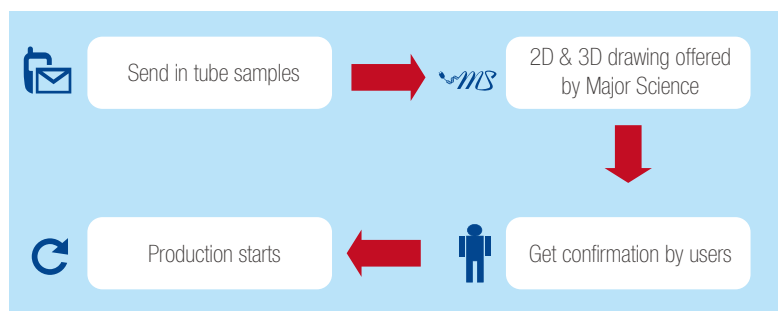 Send in tube samples
MS
2D & 3D drawing offered
by Major Science
Get confirmation by users
Production starts